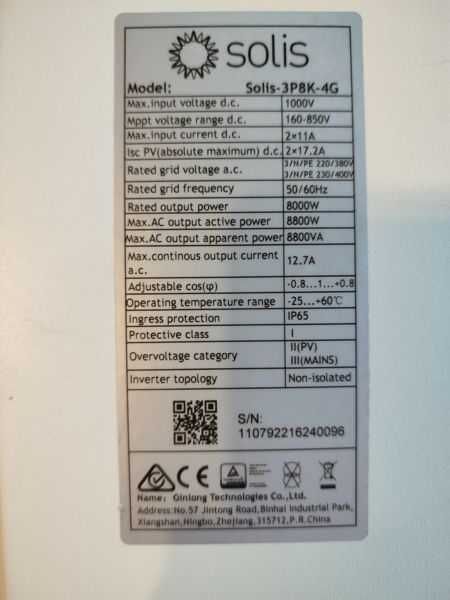 solis
Model: Solis-3P8K-4G
Max.input voltage d.c. 1000V
Mppt voltage range d.c. 160-850V
Max.input current d.c. 2×11A
Isc PV(absolute maximum) d.c. 2×17.2A
Rated grid voltage a.c. 3/N/PE 220/380V
3/N/PE 230/400V
Rated grid frequency 50/60Hz
Rated output power 8000W
Max.AC output active power 8800W
Max.AC output apparent power 8800VA
Max.continous output current a.c. 12.7A
Adjustable cos(φ) -0.8...1...+0.8
Operating temperature range -25...+60℃
Ingress protection IP65
Protective class I
Overvoltage category II(PV)
III(MAINS)
Inverter topology Non-isolated
S/N:
110792216240096
CE
Name: Ginlong Technologies Co.,Ltd.
Address:No.57 Jintong Road,Binhai Industrial Park,
Xiangshan,Ningbo,Zhejiang,315712,P.R.China